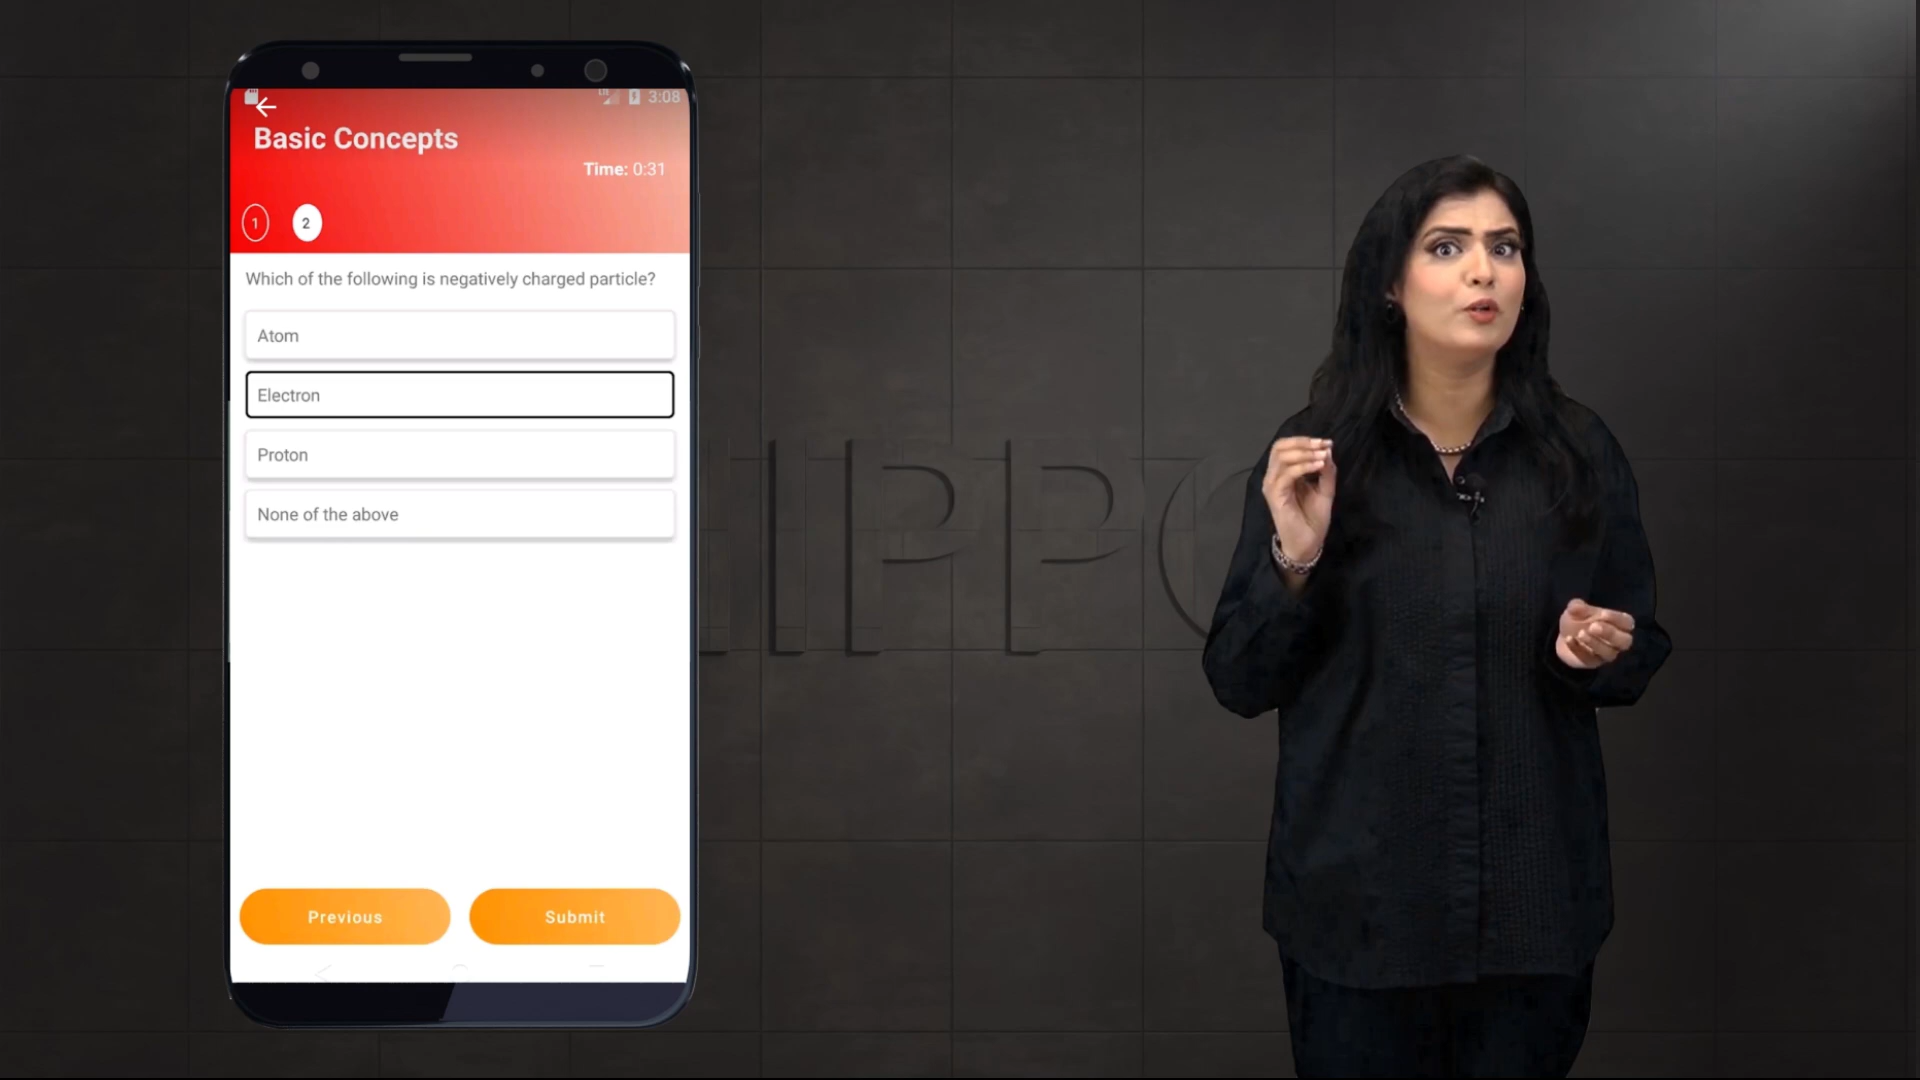 3:08
Basic Concepts
Time: 0:31
1 2
Which of the following is negatively charged particle?
Atom
Electron
Proton
None of the above
Previous Submit